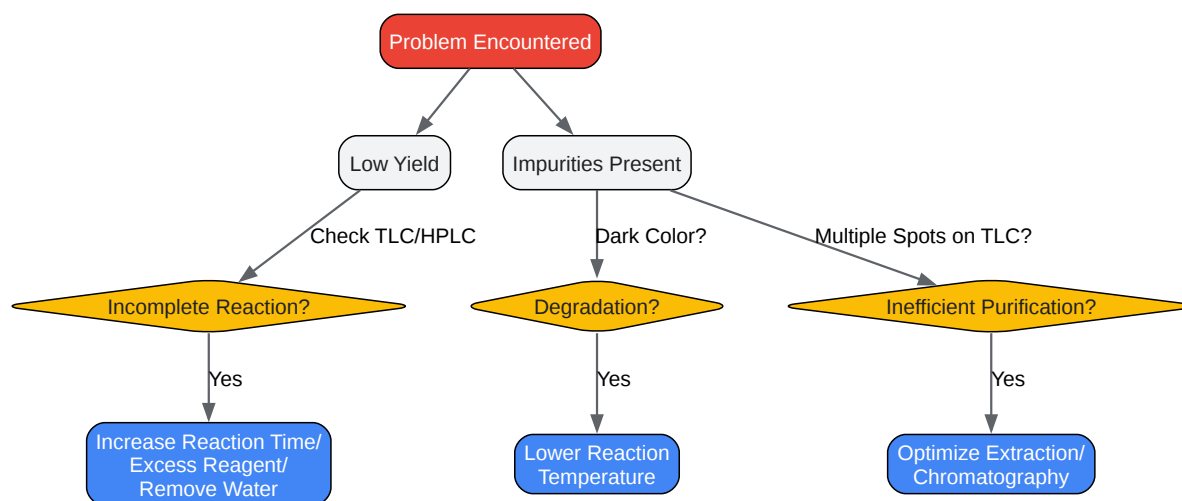 Problem Encountered
Low Yield
Impurities Present
Check TLC/HPLC
Dark Color?
Multiple Spots on TLC?
Incomplete Reaction?
Degradation?
Inefficient Purification?
Yes
Yes
Yes
Increase Reaction Time/
Excess Reagent/
Remove Water
Lower Reaction
Temperature
Optimize Extraction/
Chromatography